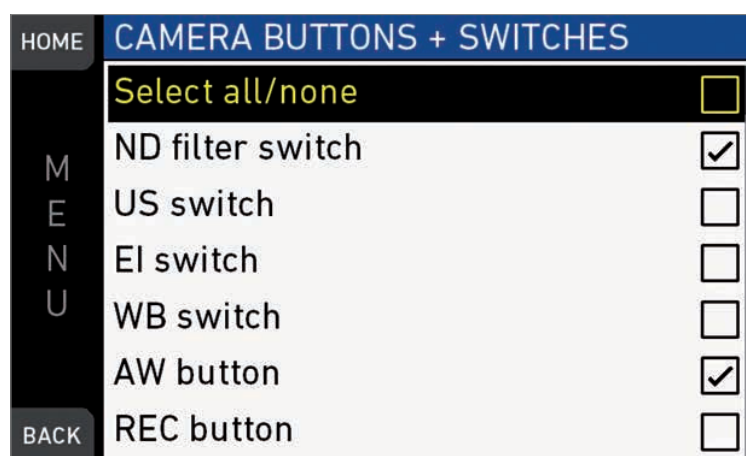 HOME
CAMERA BUTTONS + SWITCHES
Select all/none
ND filter switch
US switch
EI switch
WB switch
AW button
REC button
MENU
BACK